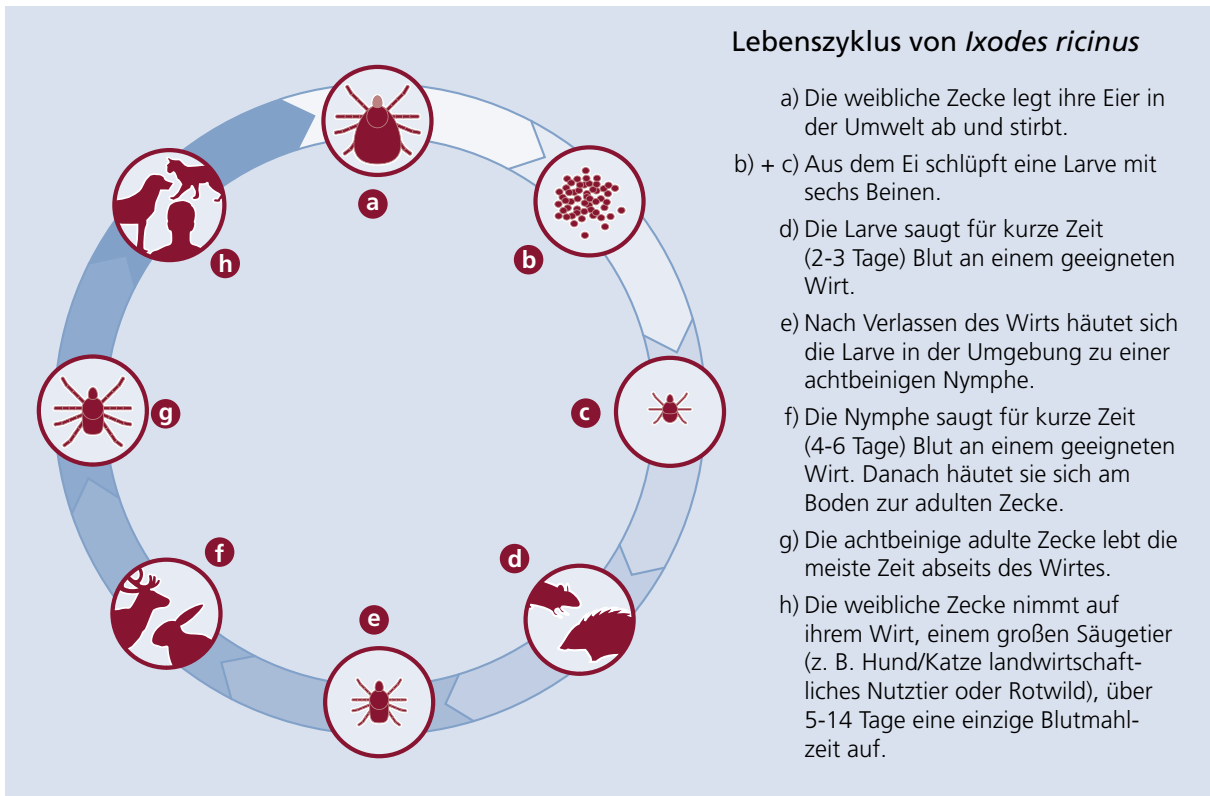 Lebenszyklus von Ixodes ricinus
a) Die weibliche Zecke legt ihre Eier in
der Umwelt ab und stirbt.
b) + c) Aus dem Ei schlüpft eine Larve mit
sechs Beinen.
d) Die Larve saugt für kurze Zeit
(2-3 Tage) Blut an einem geeigneten
Wirt.
e) Nach Verlassen des Wirts häutet sich
die Larve in der Umgebung zu einer
achtbeinigen Nymphe.
f) Die Nymphe saugt für kurze Zeit
(4-6 Tage) Blut an einem geeigneten
Wirt. Danach häutet sie sich am
Boden zur adulten Zecke.
g) Die achtbeinige adulte Zecke lebt die
meiste Zeit abseits des Wirtes.
h) Die weibliche Zecke nimmt auf
ihrem Wirt, einem großen Säugetier
(z. B. Hund/Katze landwirtschaft-
liches Nutztier oder Rotwild), über
5-14 Tage eine einzige Blutmahl-
zeit auf.
a
b
c
d
e
f
g
h